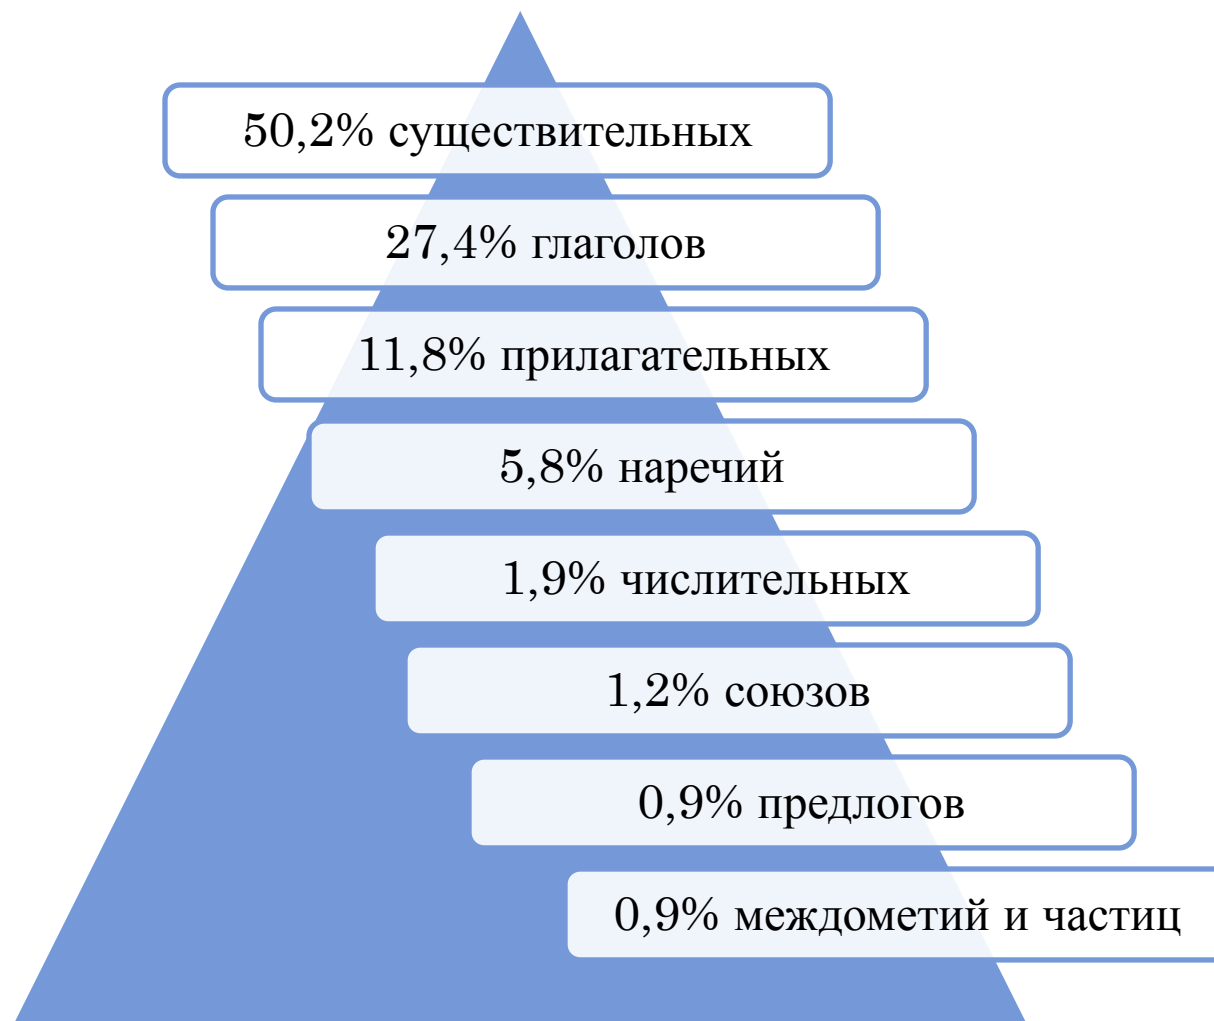 50,2% существительных
27,4% глаголов
11,8% прилагательных
5,8% наречий
1,9% числительных
1,2% союзов
0,9% предлогов
0,9% междометий и частиц